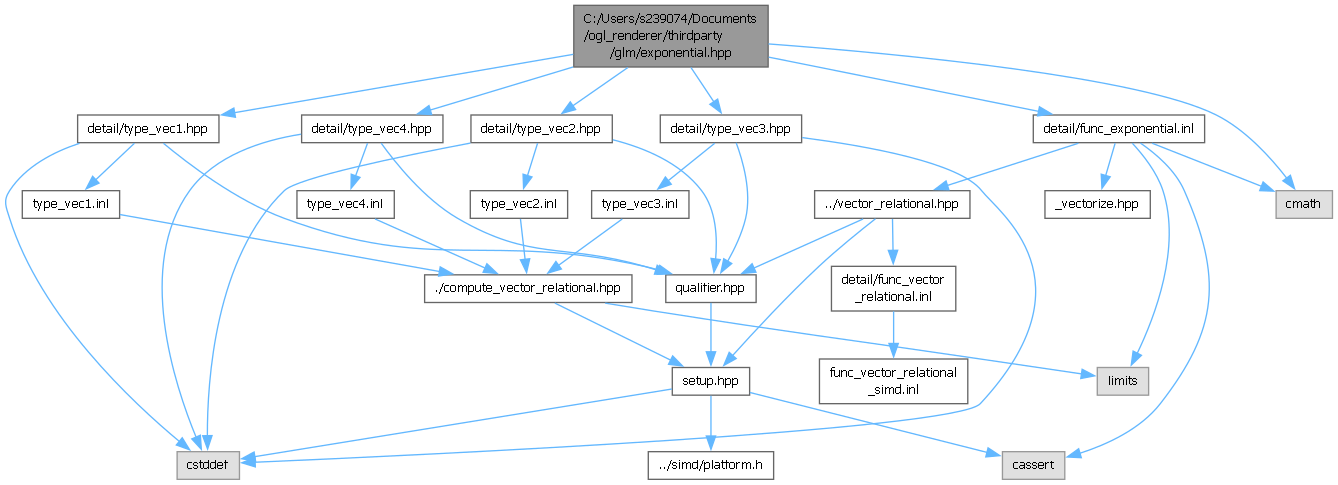 C:/Users/s239074/Documents
/ogl_renderer/thirdparty
/glm/exponential.hpp
detail/type_vec1.hpp
detail/type_vec4.hpp
detail/type_vec2.hpp
detail/type_vec3.hpp
detail/func_exponential.inl
type_vec1.inl
type_vec4.inl
type_vec2.inl
type_vec3.inl
../vector_relational.hpp
_vectorize.hpp
cmath
./compute_vector_relational.hpp
qualifier.hpp
detail/func_vector
_relational.inl
setup.hpp
func_vector_relational
_simd.inl
limits
cstddef
../simd/platform.h
cassert